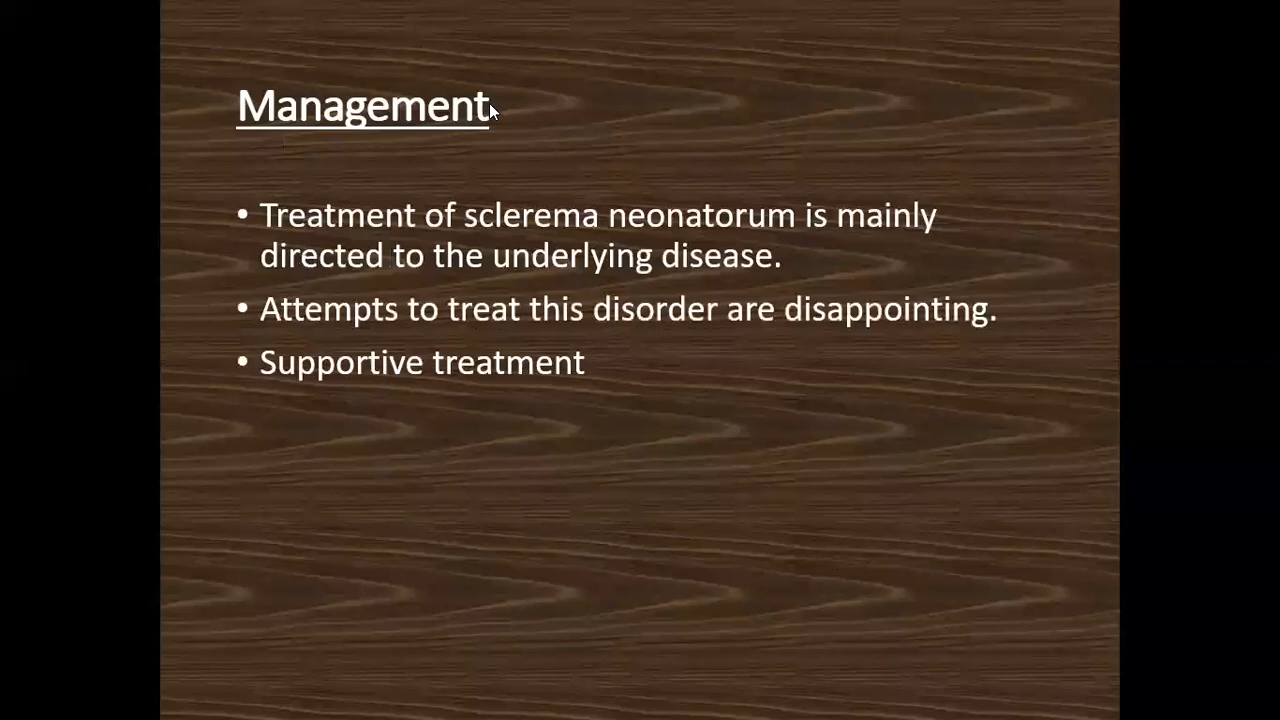 Management
• Treatment of sclerema neonatorum is mainly
directed to the underlying disease.
• Attempts to treat this disorder are disappointing.
• Supportive treatment